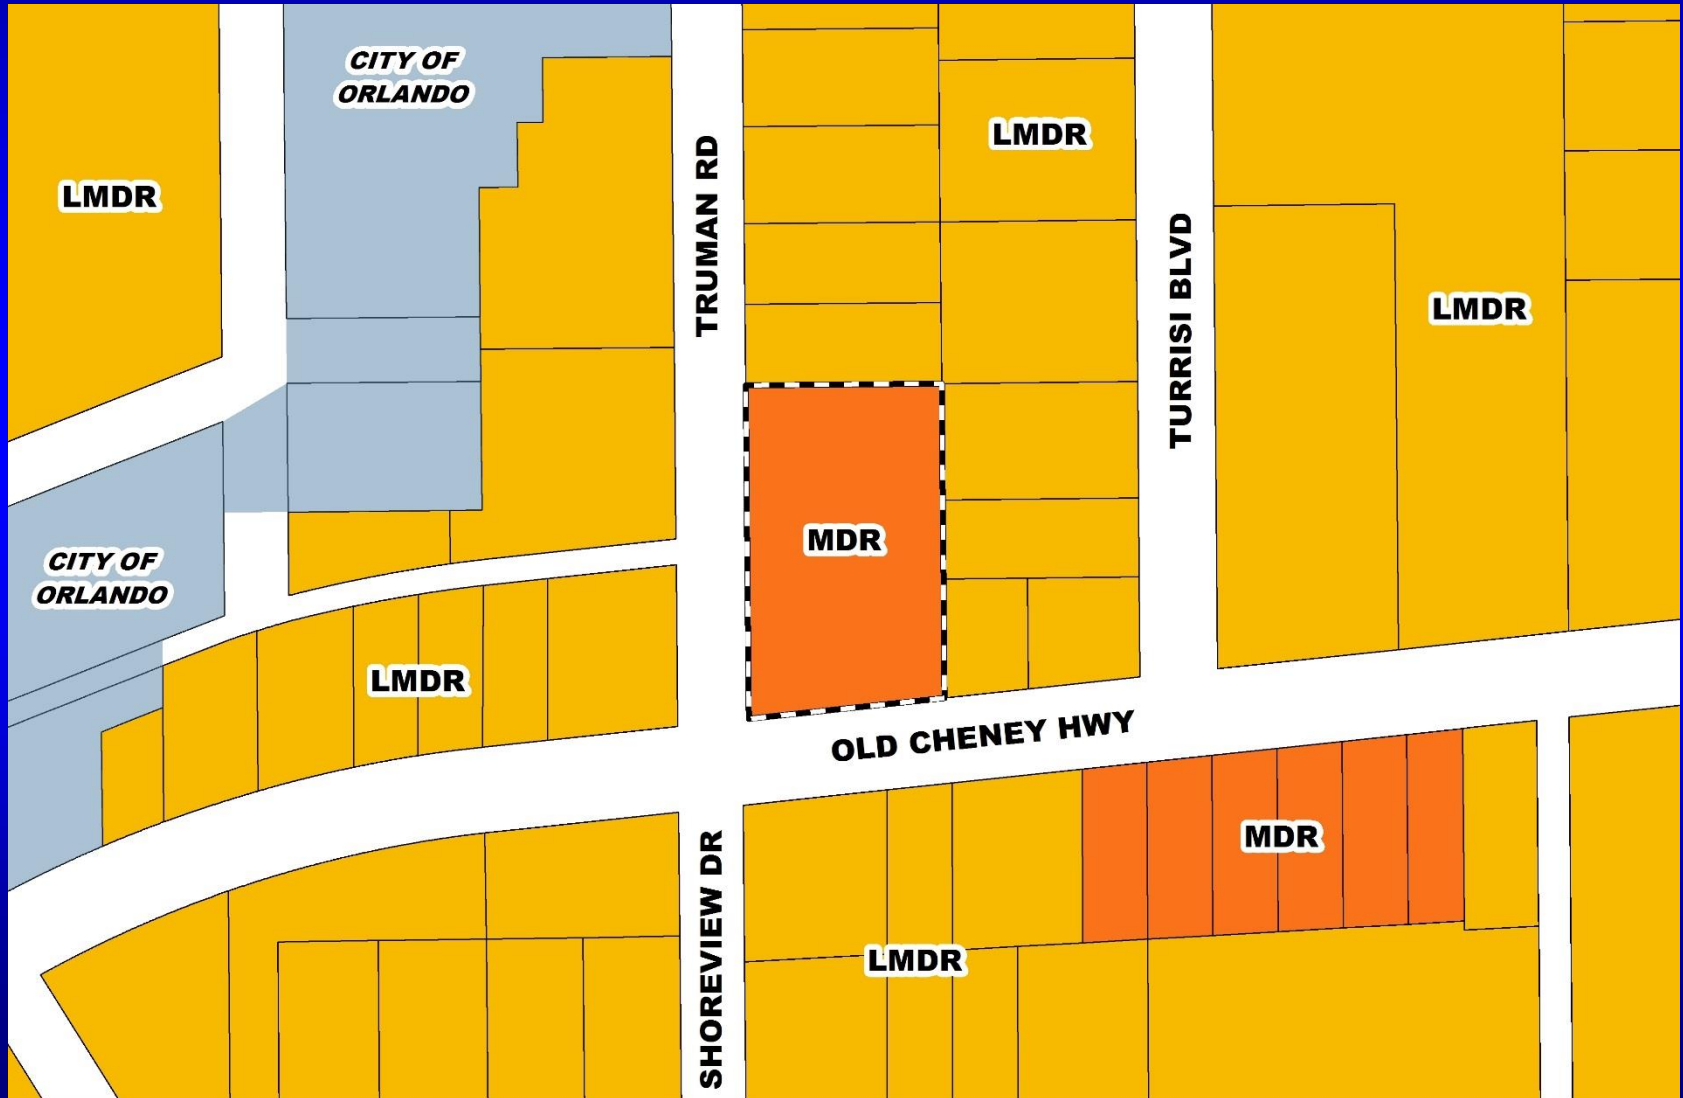 CITY OF
ORLANDO
LMDR
LMDR
TRUMAN RD
TURRISI BLVD
LMDR
MDR
CITY OF
ORLANDO
LMDR
OLD CHENEY HWY
MDR
SHOREVIEW DR
LMDR